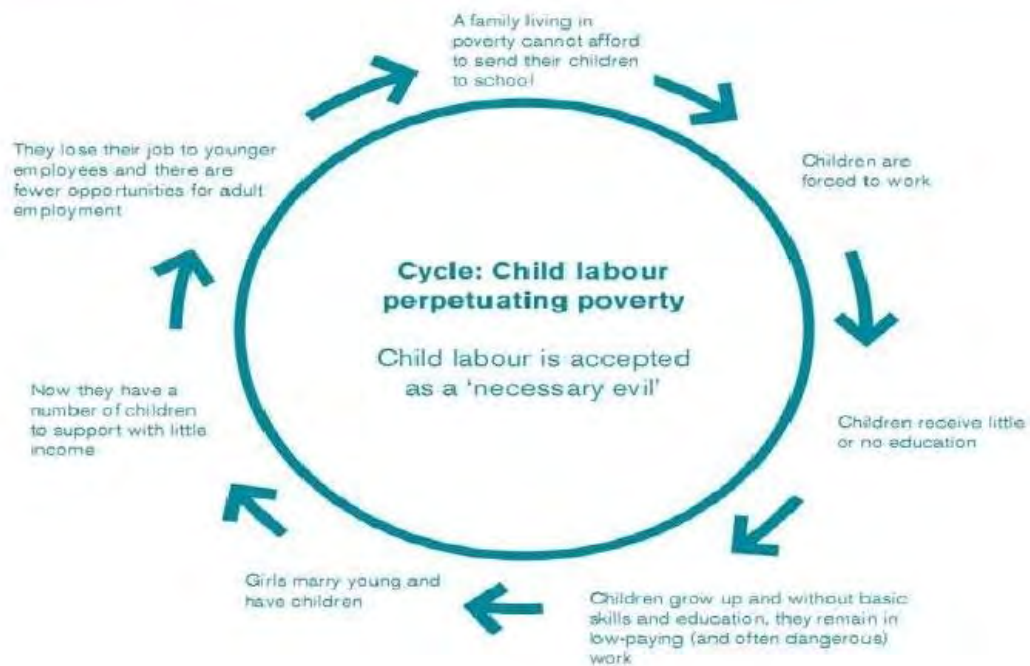 A family living in
poverty cannot afford
to send their children
to school
Children are
forced to work
Children receive little
or no education
Children grow up and without basic
skills and education, they remain in
low-paying (and often dangerous)
work
Girls marry young and
have children
Now they have a
number of children
to support with little
income
They lose their job to younger
employees and there are
fewer opportunities for adult
employment
Cycle: Child labour
perpetuating poverty
Child labour is accepted
as a 'necessary evil'